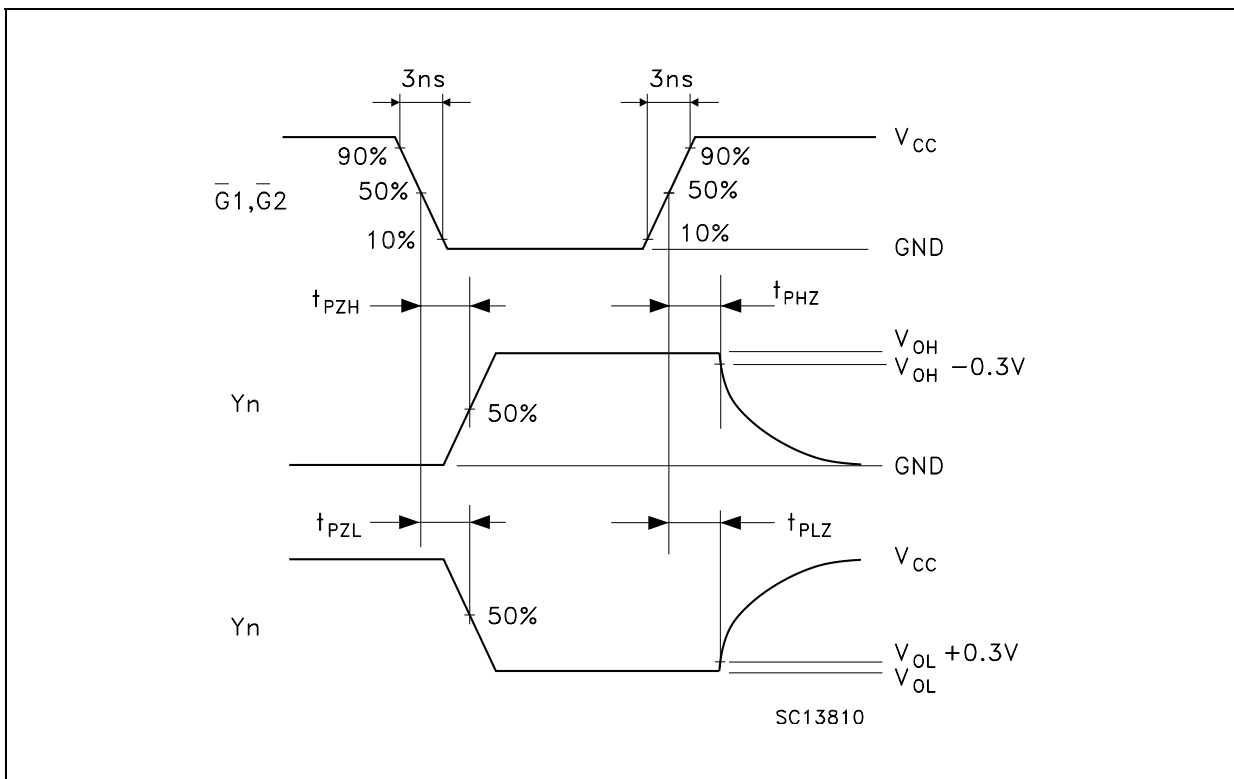 3ns 3ns
V_CC
90% 90%
50% 50%
G̅1,G̅2
10% 10%
GND
t_PZH t_PHZ
V_OH
V_OH −0.3V
Yn
50%
GND
t_PZL t_PLZ
V_CC
50%
Yn
V_OL +0.3V
V_OL
SC13810